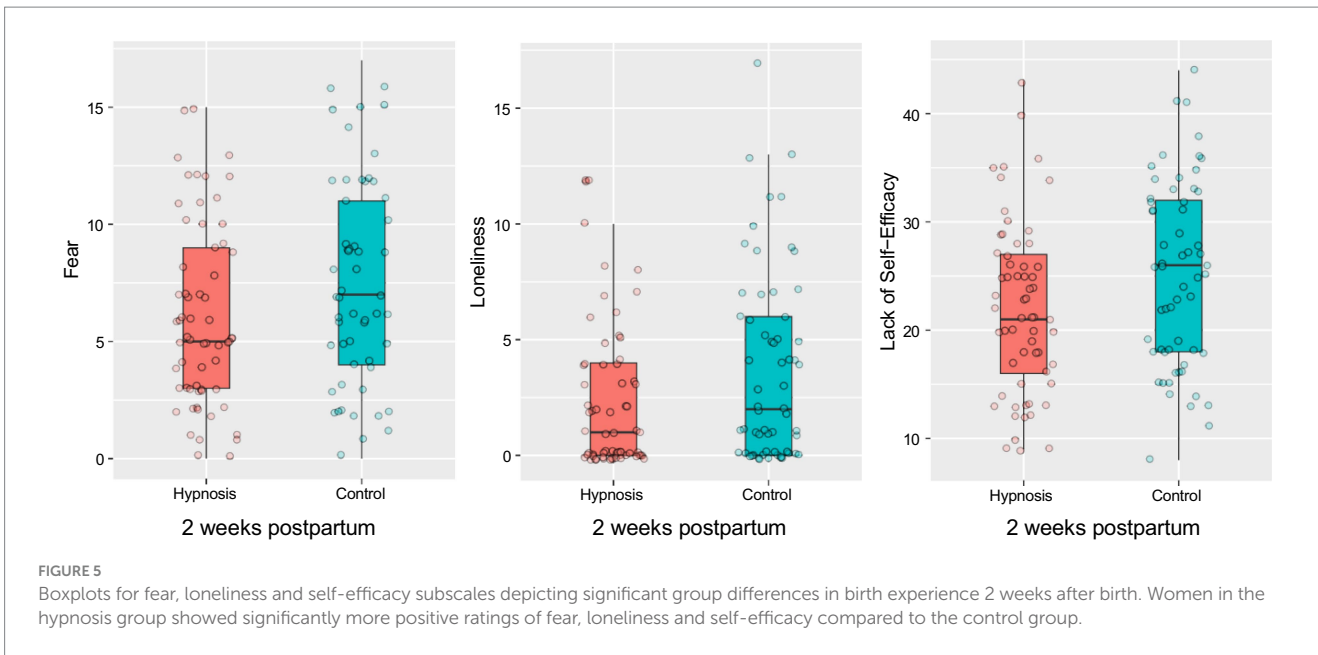 Fear
15
10
5
0
Hypnosis
Control
2 weeks postpartum
Loneliness
15
10
5
0
Hypnosis
Control
2 weeks postpartum
Lack of Self-Efficacy
40
30
20
10
Hypnosis
Control
2 weeks postpartum
FIGURE 5
Boxplots for fear, loneliness and self-efficacy subscales depicting significant group differences in birth experience 2 weeks after birth. Women in the
hypnosis group showed significantly more positive ratings of fear, loneliness and self-efficacy compared to the control group.